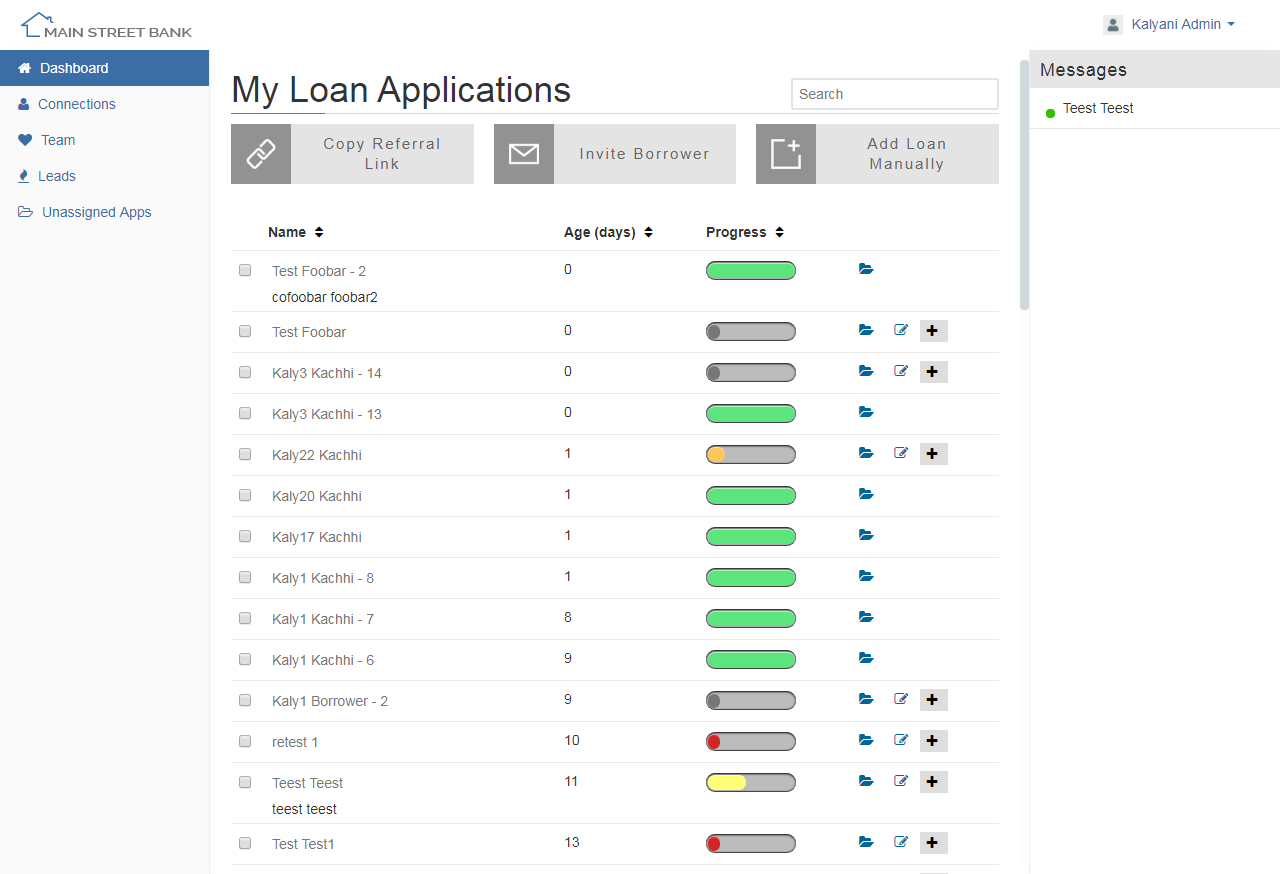 MAIN STREET BANK
Kalyani Admin
Dashboard
Connections
Team
Leads
Unassigned Apps
My Loan Applications
Search
Copy Referral
Link
Invite Borrower
Add Loan
Manually
Name Age (days) Progress
Test Foobar - 2 0
cofoobar foobar2
Test Foobar 0
Kaly3 Kachhi - 14 0
Kaly3 Kachhi - 13 0
Kaly22 Kachhi 1
Kaly20 Kachhi 1
Kaly17 Kachhi 1
Kaly1 Kachhi - 8 1
Kaly1 Kachhi - 7 8
Kaly1 Kachhi - 6 9
Kaly1 Borrower - 2 9
retest 1 10
Teest Teest 11
teest teest
Test Test1 13
Messages
Teest Teest